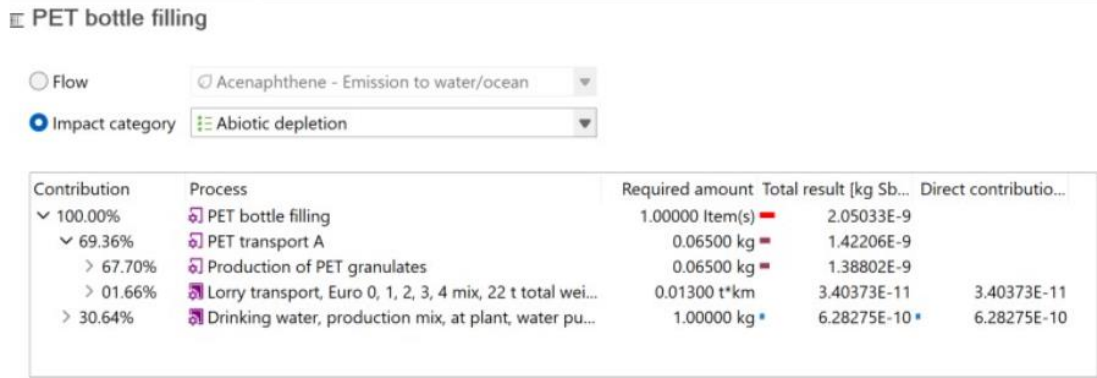 PET bottle filling
Flow
Acenaphthene - Emission to water/ocean
Impact category
Abiotic depletion
Contribution Process Required amount Total result [kg Sb... Direct contributio...
100.00% PET bottle filling 1.00000 Item(s) 2.05033E-9
69.36% PET transport A 0.06500 kg 1.42206E-9
67.70% Production of PET granulates 0.06500 kg 1.38802E-9
01.66% Lorry transport, Euro 0, 1, 2, 3, 4 mix, 22 t total wei... 0.01300 t*km 3.40373E-11 3.40373E-11
30.64% Drinking water, production mix, at plant, water pu... 1.00000 kg 6.28275E-10 6.28275E-10